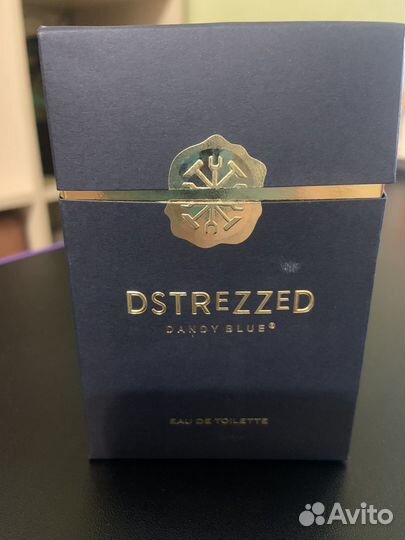 DSTREZZED
DANDY BLUE®
EAU DE TOILETTE
Avito